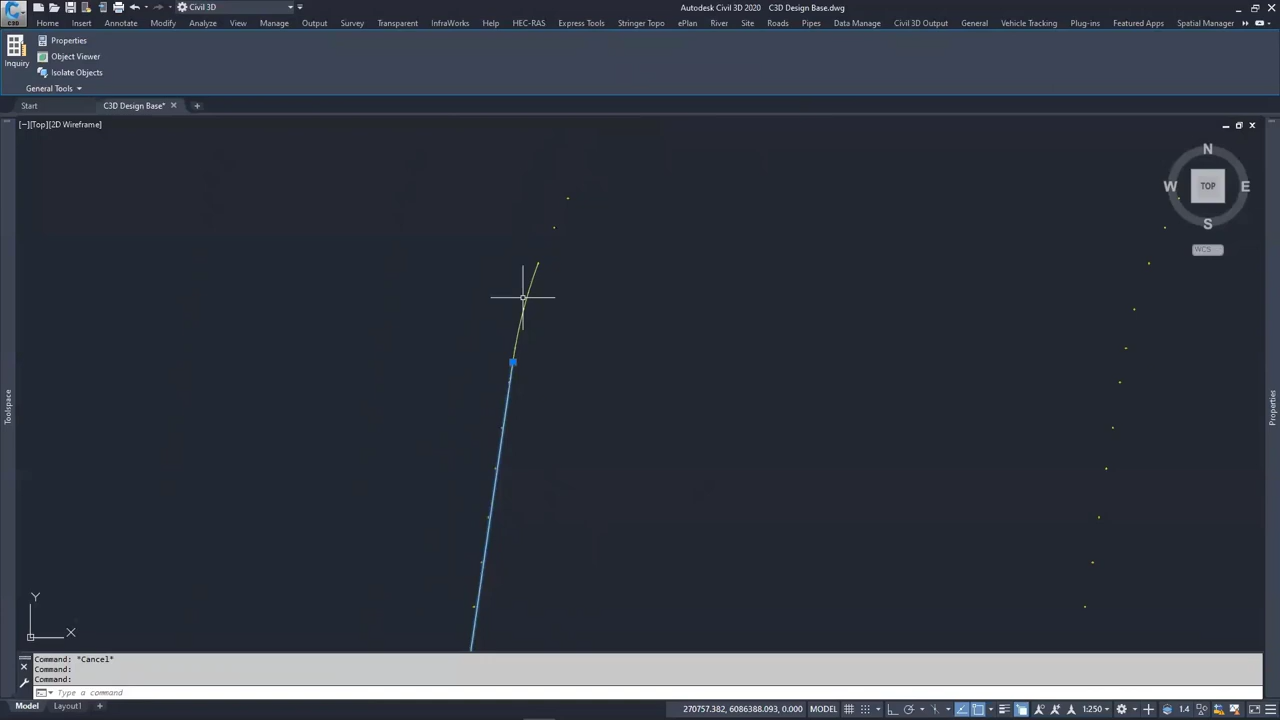 Civil 3D
Autodesk Civil 3D 2020 C3D Design Base.dwg
C3D
Home Insert Annotate Modify Analyze View Manage Output Survey Transparent InfraWorks Help HEC-RAS Express Tools Stringer Topo ePlan River Site Roads Pipes Data Manage Civil 3D Output General Vehicle Tracking Plug-ins Featured Apps Spatial Manager
Inquiry
Properties
Object Viewer
Isolate Objects
General Tools
Start C3D Design Base*
[−][Top][2D Wireframe]
N
W TOP E
S
WCS
Toolspace
Properties
Y
X
Command: *Cancel*
Command:
Command:
Type a command
Model Layout1
270757.382, 6086388.093, 0.000 MODEL 1:250 1.4